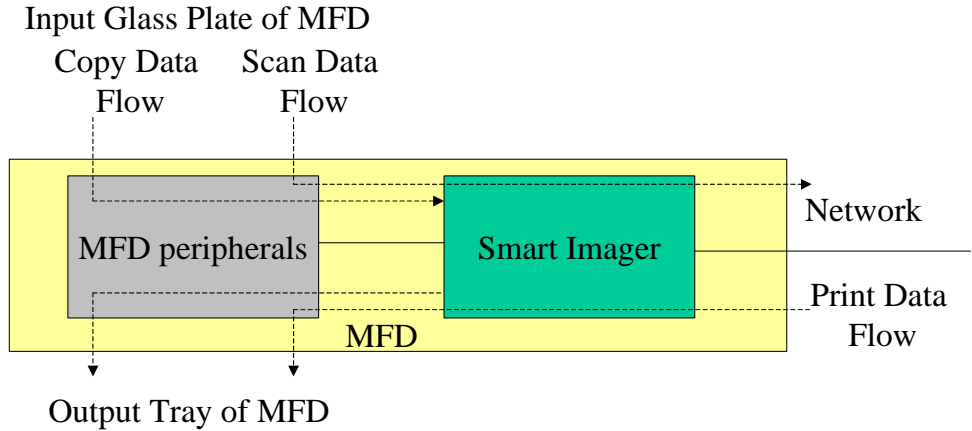 Input Glass Plate of MFD
Copy Data
Flow
Scan Data
Flow
MFD peripherals
Smart Imager
Network
Print Data
Flow
MFD
Output Tray of MFD